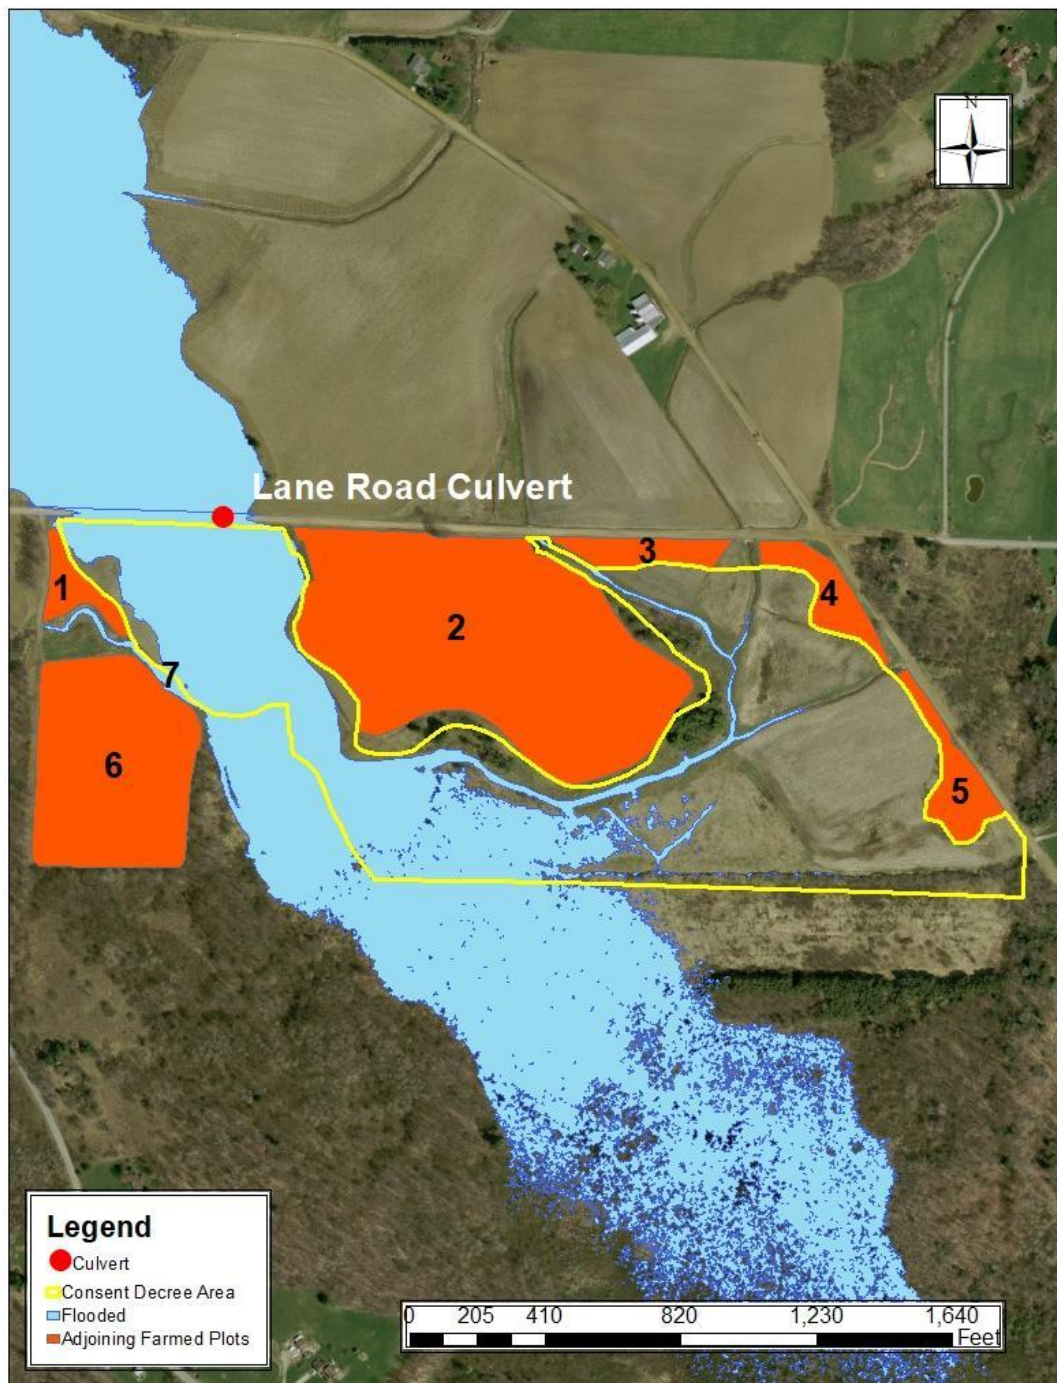 N
Lane Road Culvert
3
1
4
2
7
6
5
Legend
Culvert
Consent Decree Area
Flooded
Adjoining Farmed Plots
0 205 410 820 1,230 1,640
Feet